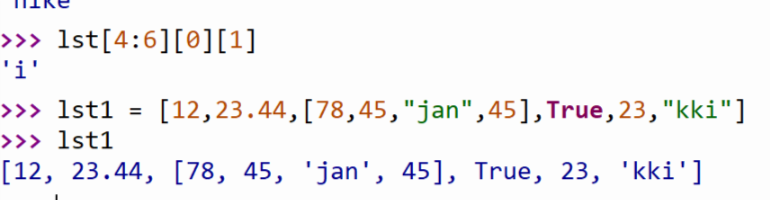 'nike'
>>> lst[4:6][0][1]
'i'
>>> lst1 = [12,23.44,[78,45,"jan",45],True,23,"kki"]
>>> lst1
[12, 23.44, [78, 45, 'jan', 45], True, 23, 'kki']